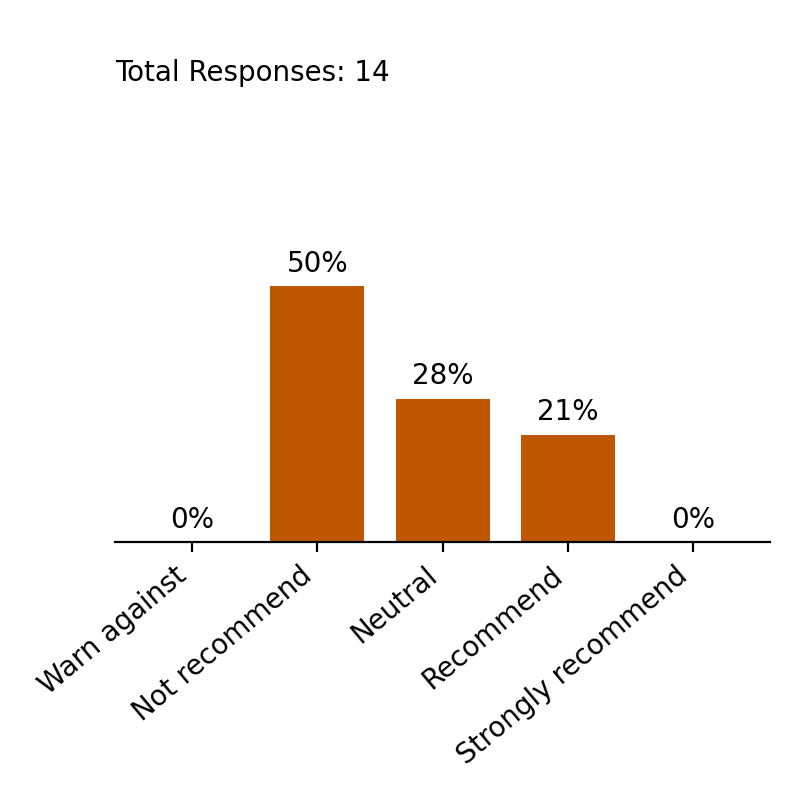 Total Responses: 14
50%
28%
21%
0%
0%
Warn against
Not recommend
Neutral
Recommend
Strongly recommend